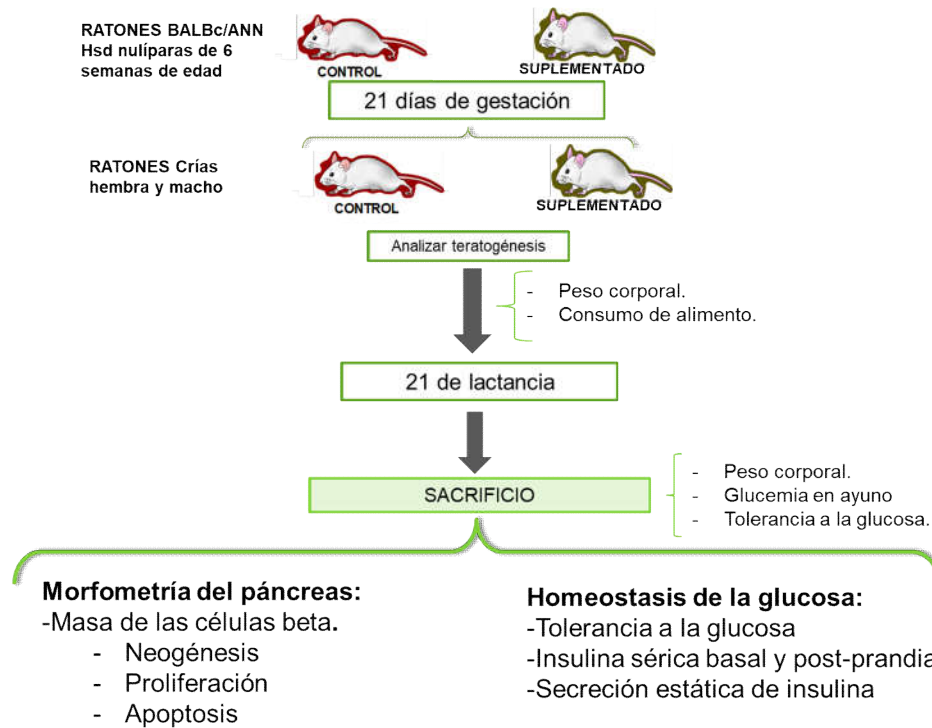 RATONES BALBc/ANN
Hsd nulíparas de 6
semanas de edad
CONTROL
SUPLEMENTADO
21 días de gestación
RATONES Crías
hembra y macho
CONTROL
SUPLEMENTADO
Analizar teratogénesis
- Peso corporal.
- Consumo de alimento.
21 de lactancia
SACRIFICIO
- Peso corporal.
- Glucemia en ayuno
- Tolerancia a la glucosa.
Morfometría del páncreas:
-Masa de las células beta.
- Neogénesis
- Proliferación
- Apoptosis
Homeostasis de la glucosa:
-Tolerancia a la glucosa
-Insulina sérica basal y post-prandia
-Secreción estática de insulina